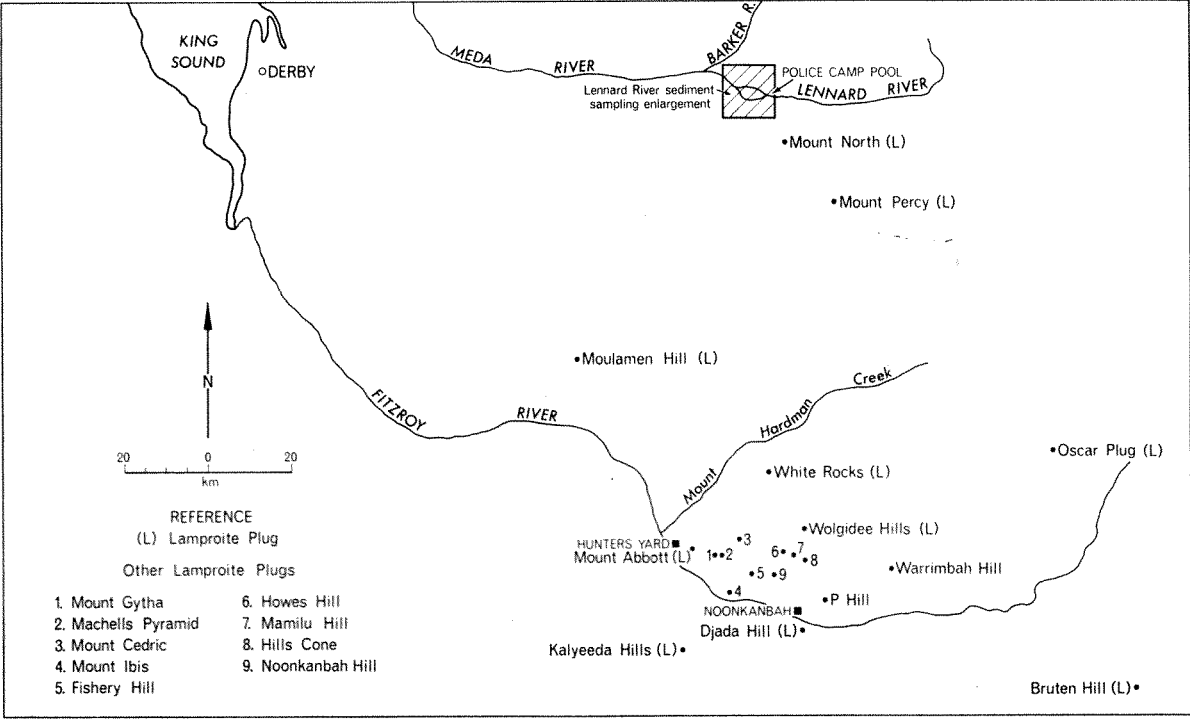 KING
SOUND
DERBY
MEDA RIVER
BARKER R.
POLICE CAMP POOL
Lennard River sediment
sampling enlargement
LENNARD RIVER
Mount North (L)
Mount Percy (L)
Moulamen Hill (L)
FITZROY RIVER
Mount Hardman Creek
Oscar Plug (L)
White Rocks (L)
Wolgidee Hills (L)
HUNTERS YARD
Mount Abbott (L)
1 2
3
6 7
8
5 9
4
Warrimbah Hill
P Hill
NOONKANBAH
Djada Hill (L)
Kalyeeda Hills (L)
Bruten Hill (L)
N
20 0 20
km
REFERENCE
(L) Lamproite Plug
Other Lamproite Plugs
1. Mount Gytha
2. Machells Pyramid
3. Mount Cedric
4. Mount Ibis
5. Fishery Hill
6. Howes Hill
7. Mamilu Hill
8. Hills Cone
9. Noonkanbah Hill